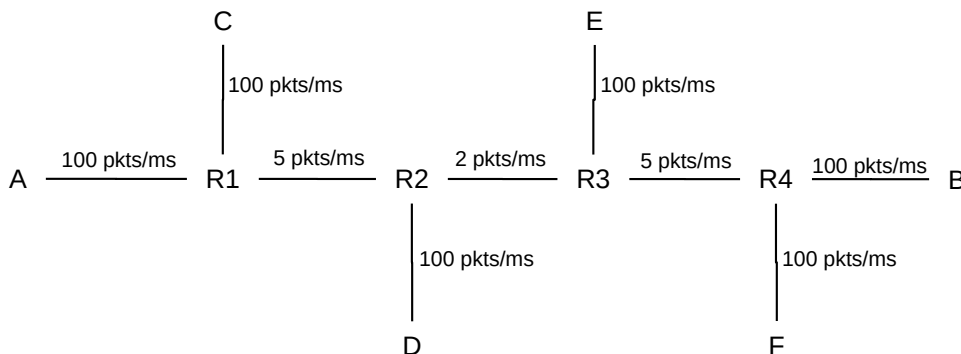 C
E
100 pkts/ms
100 pkts/ms
A
100 pkts/ms
R1
5 pkts/ms
R2
2 pkts/ms
R3
5 pkts/ms
R4
100 pkts/ms
B
100 pkts/ms
100 pkts/ms
D
F